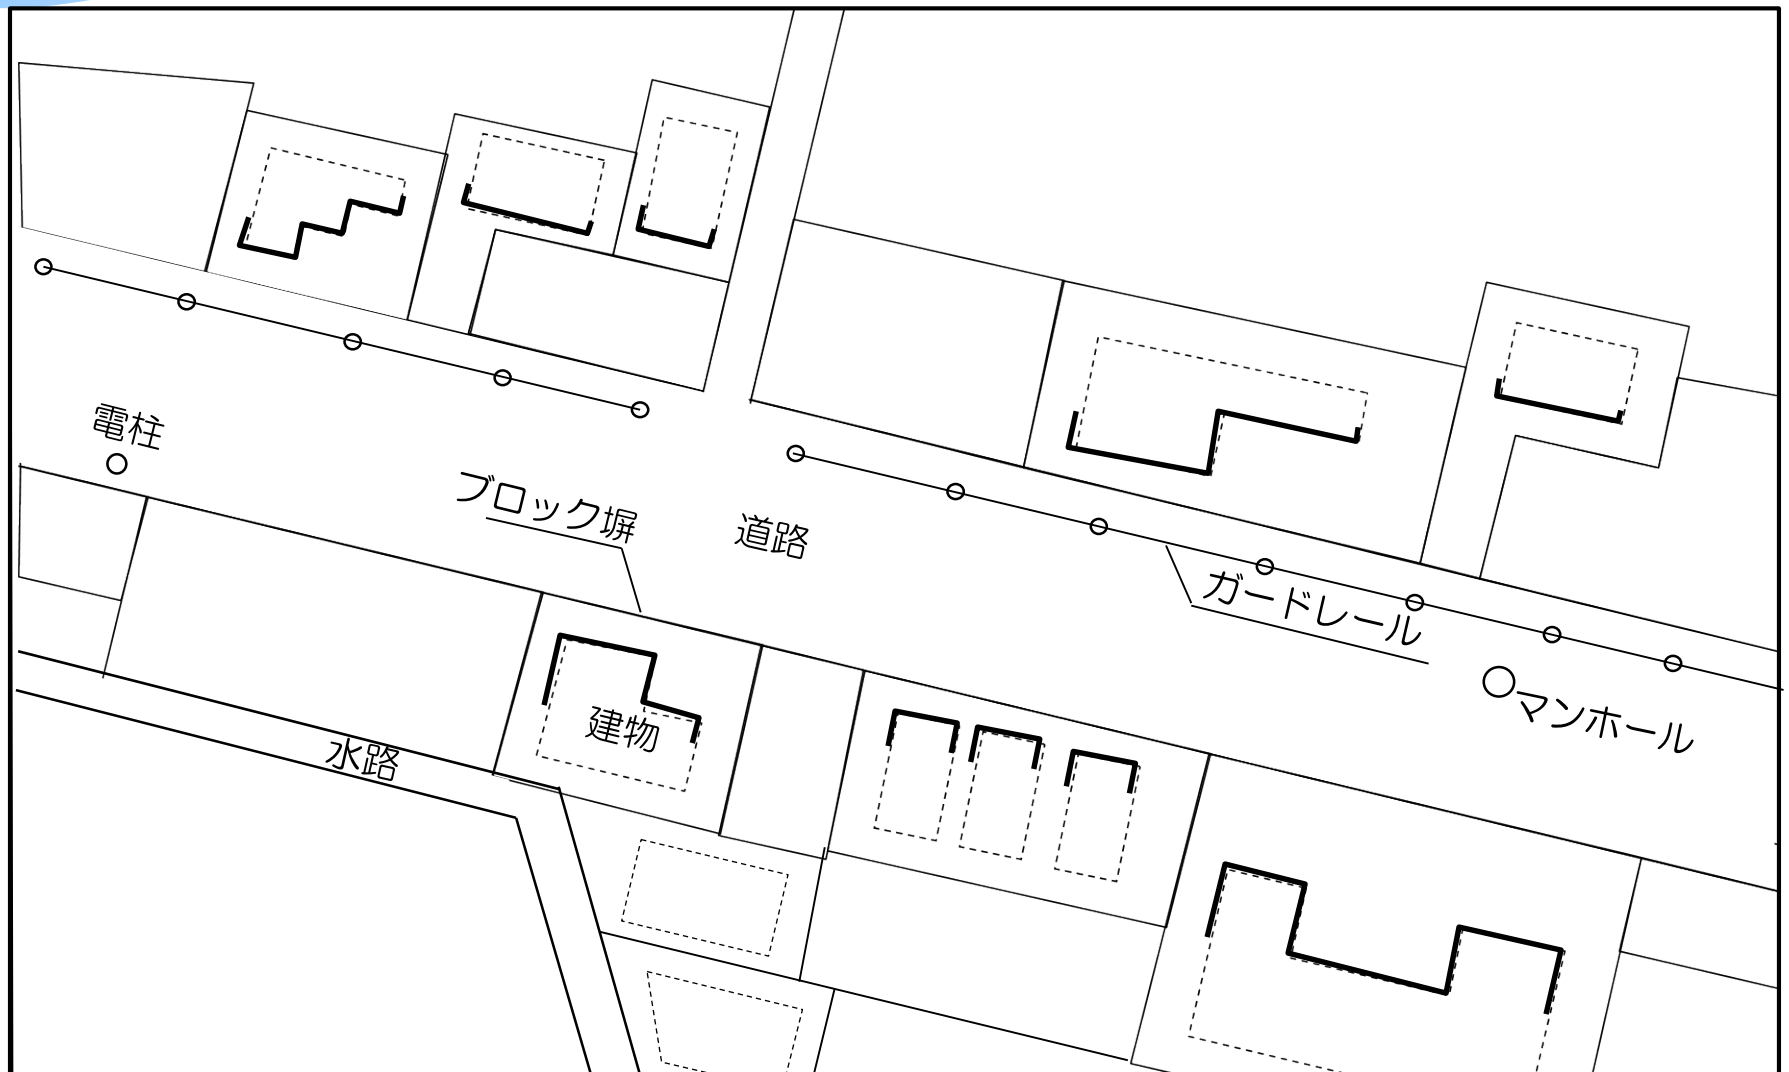 電柱
ブロック塀
道路
ガードレール
マンホール
建物
水路